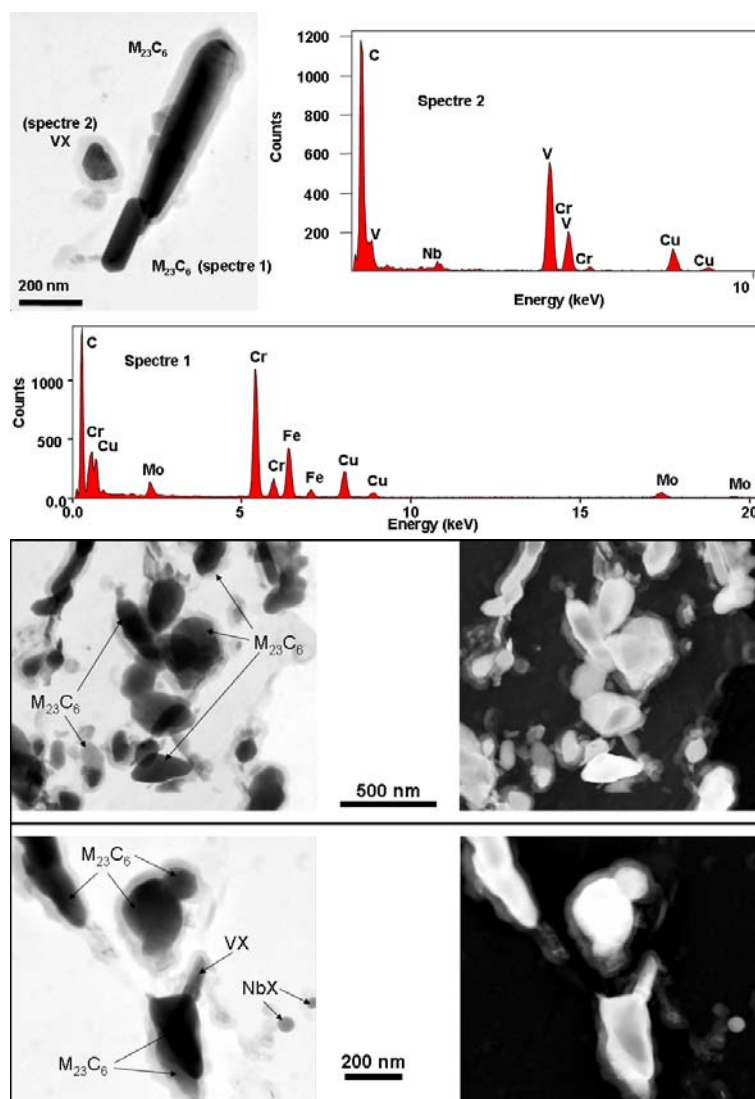 M₂₃C₆
(spectre 2)
VX
M₂₃C₆ (spectre 1)
200 nm
1200
1000
800
600
400
200
Counts
C
Spectre 2
V
V
Cr
V
Nb
Cr
Cu
Cu
10
Energy (keV)
1000
500
0.0
Counts
C
Spectre 1
Cr
Cr
Cu
Mo
Cr
Fe
Fe
Cu
Cu
Mo
Mo
0.0
5
10
15
20
Energy (keV)
M₂₃C₆
M₂₃C₆
500 nm
M₂₃C₆
VX
NbX
M₂₃C₆
200 nm